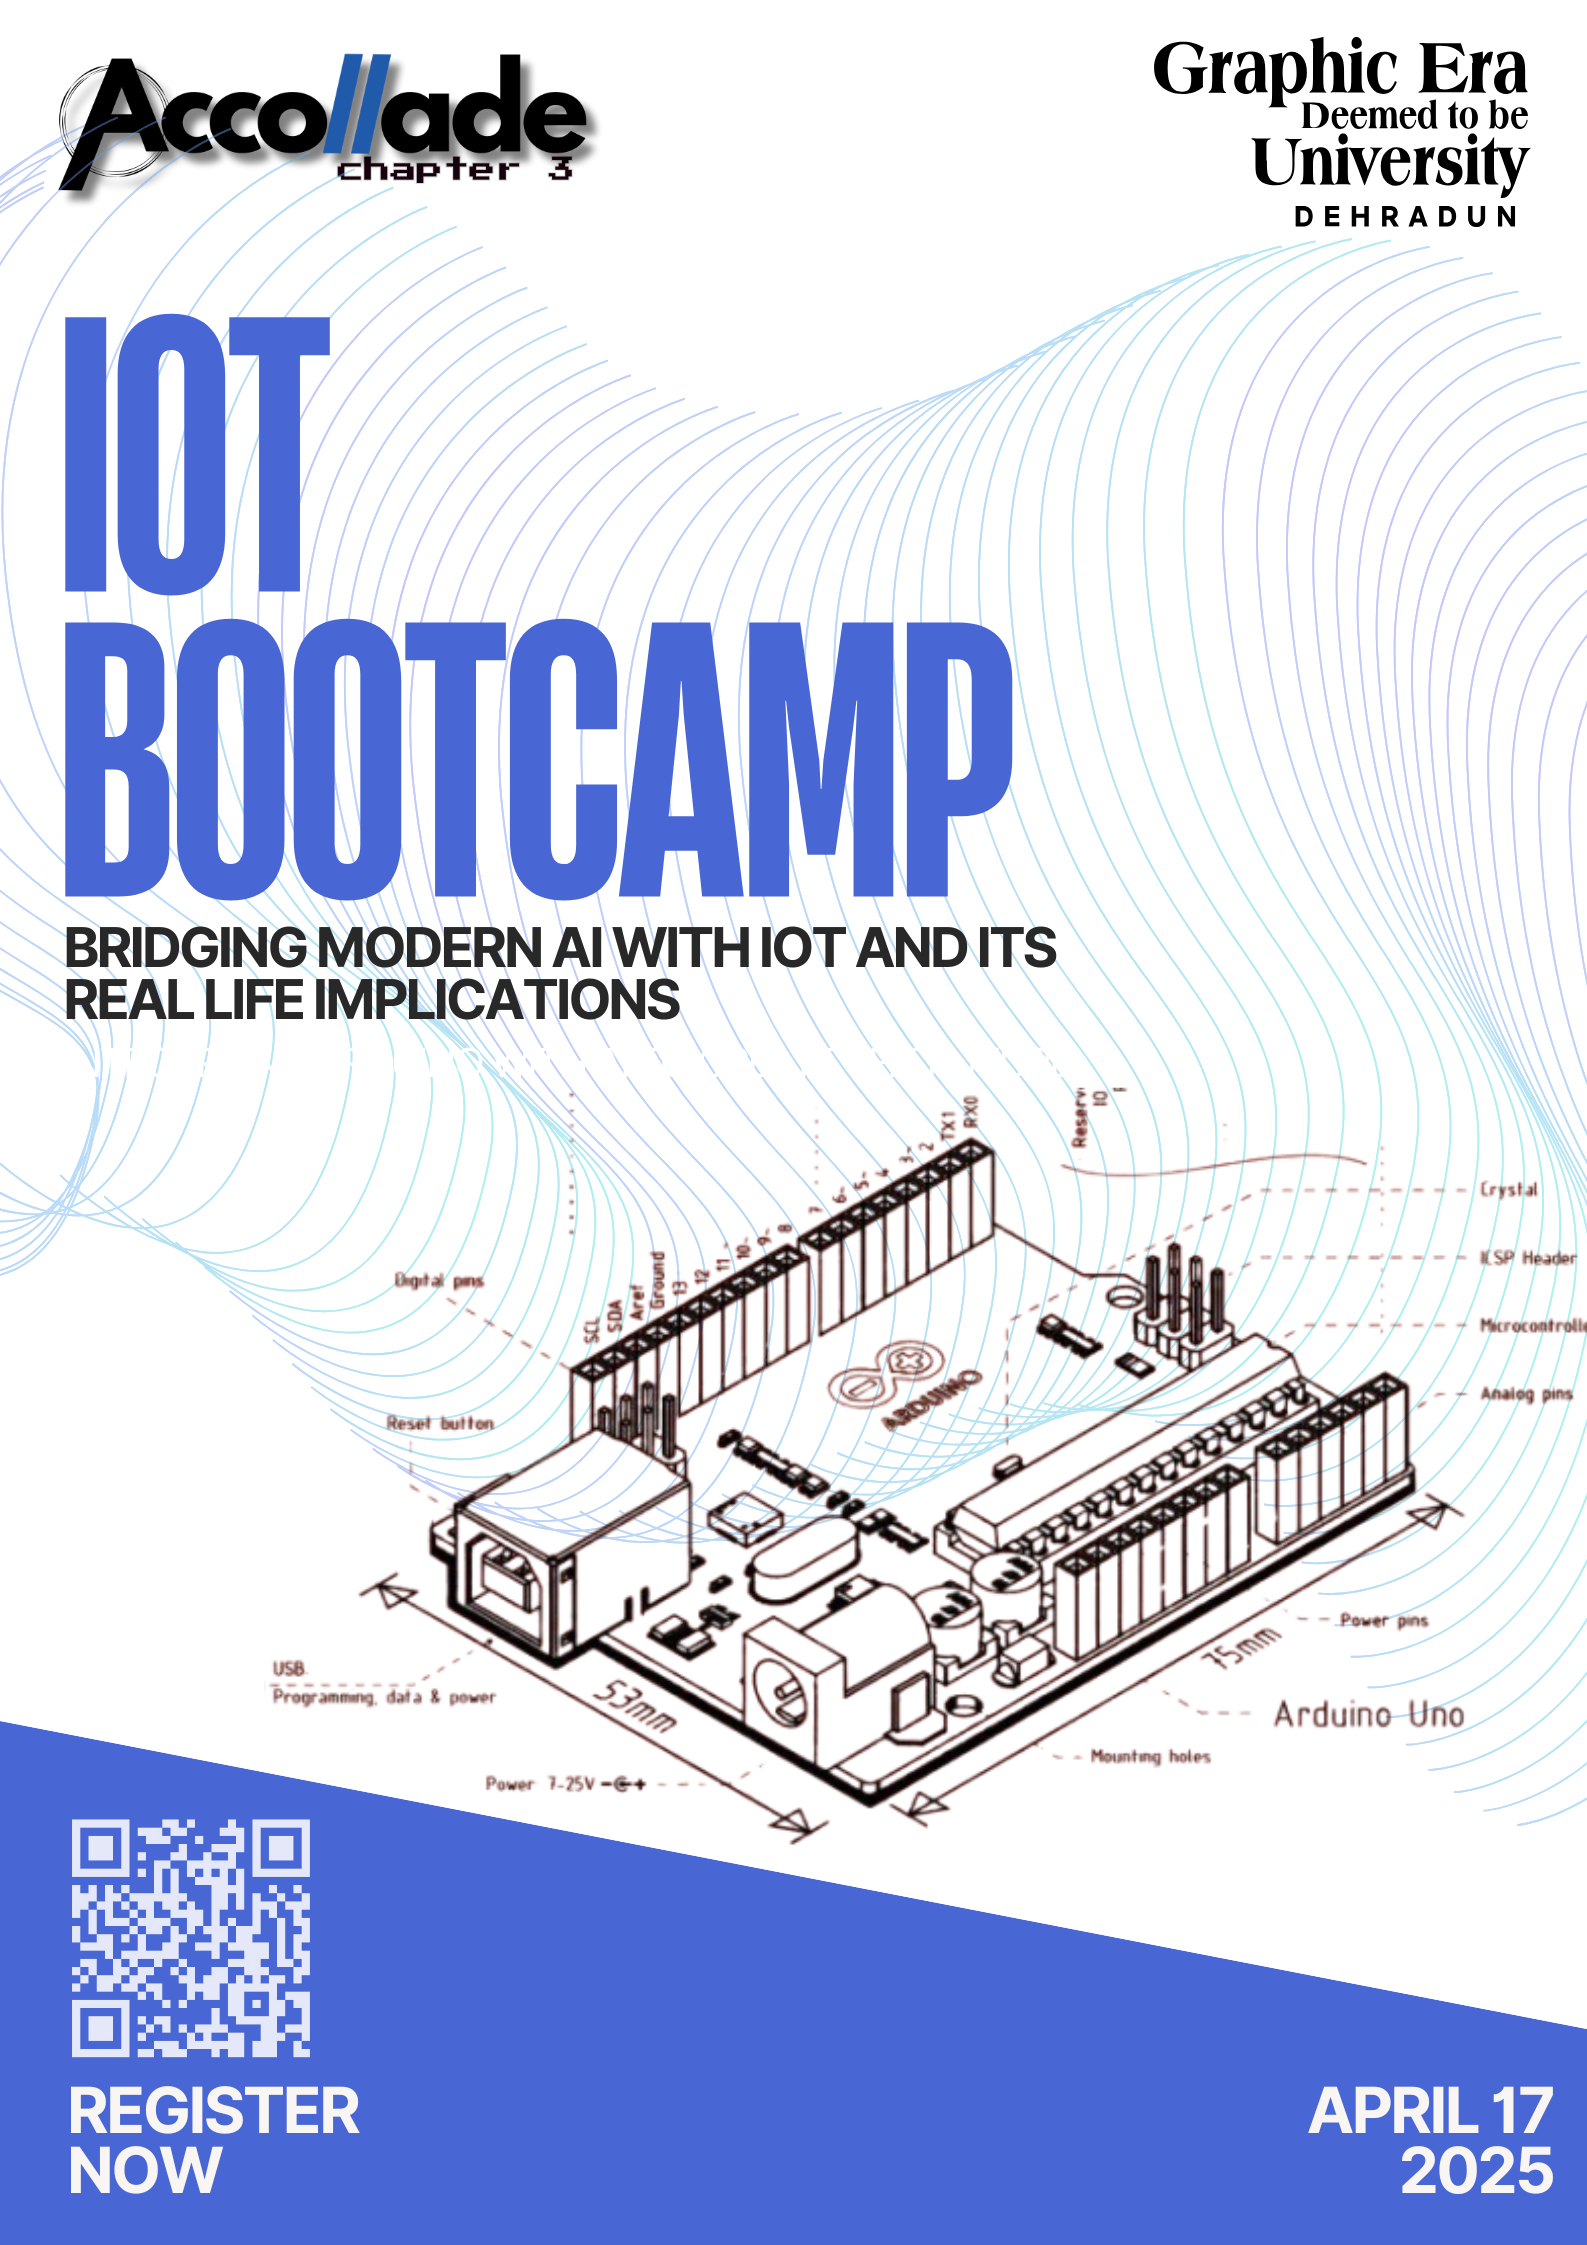 Accollade
chapter 3
Graphic Era
Deemed to be
University
DEHRADUN
IOT
BOOTCAMP
BRIDGING MODERN AI WITH IOT AND ITS
REAL LIFE IMPLICATIONS
Digital pins
SCL
SDA
Aref
Ground
13
12
11
10~
9~
8
7
6~
5~
4
3~
2
TX1
RX0
IO
Crystal
ICSP Header
Analog pins
Reset button
ARDUINO
USB
Programming, data & power
53mm
75mm
Power pins
Arduino Uno
Mounting holes
Power 7-25V
REGISTER
NOW
APRIL 17
2025